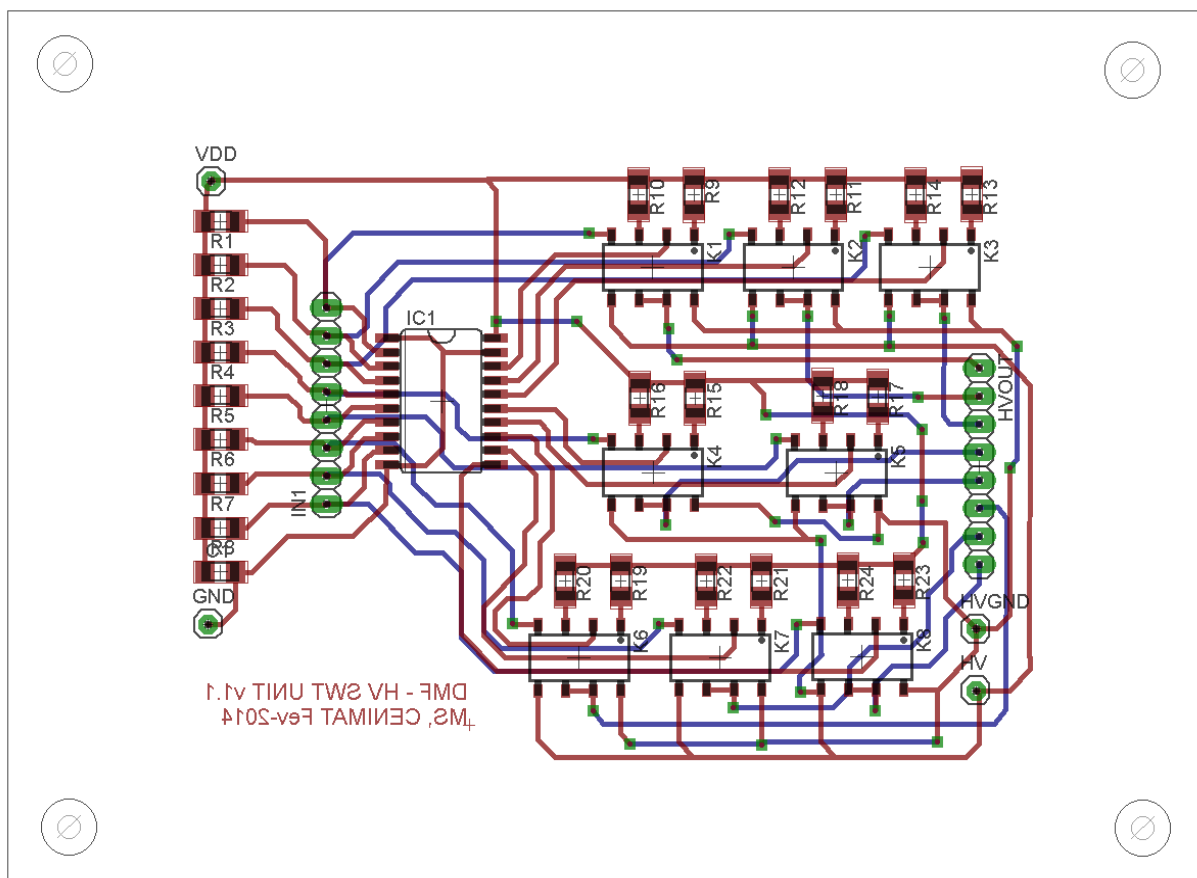 VDD
R10
R9
R12
R11
R14
R13
R1
K1
K2
K3
R2
R3
IC1
R4
HVOUT
R5
R16
R15
R18
R17
R6
K4
K5
R7
IN1
R8
C1
R20
R19
R22
R21
R24
R23
GND
HVGND
K6
K7
K8
HV
DMF - HV SWT UNIT v1.1
MS, CENIMAT Fev-2014